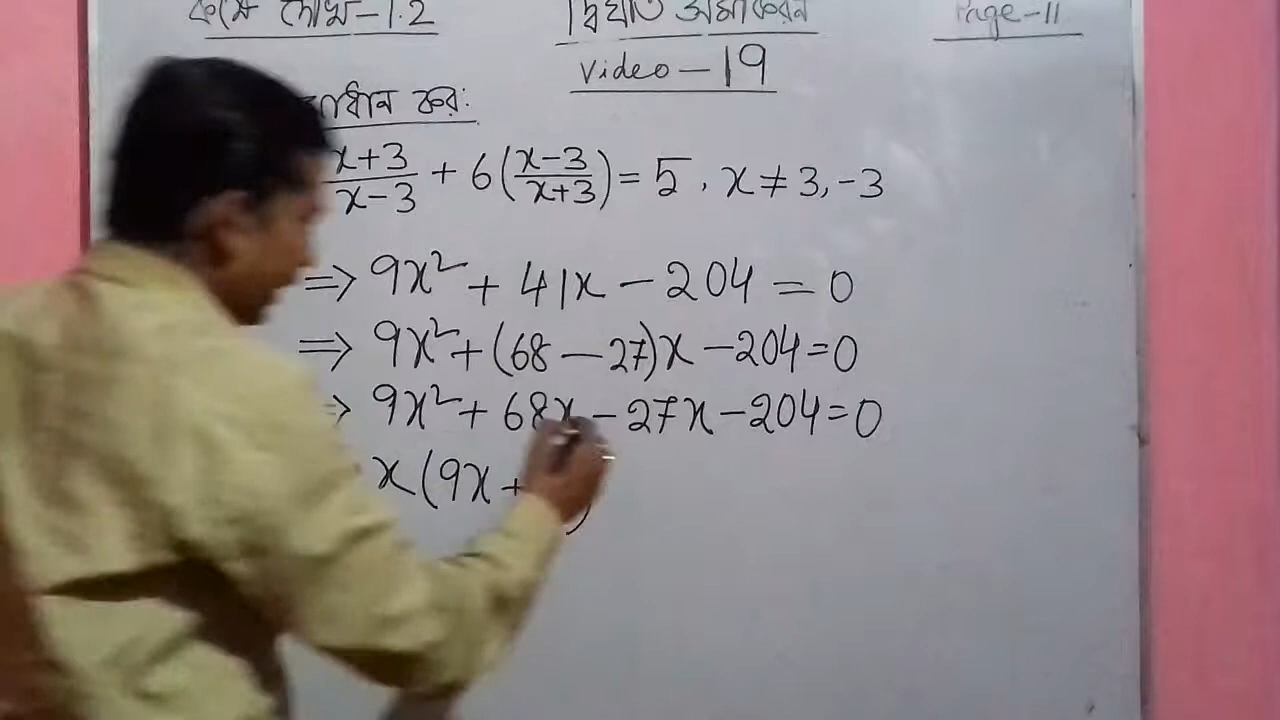 কষে দেখি–1.2
দ্বিঘাত সমীকরণ
Page-11
Video – 19
কর:
x+3/x-3 + 6(x-3/x+3) = 5, x ≠ 3, -3
⇒ 9x² + 41x - 204 = 0
⇒ 9x² + (68 - 27)x - 204 = 0
⇒ 9x² + 68x - 27x - 204 = 0
x(9x + )